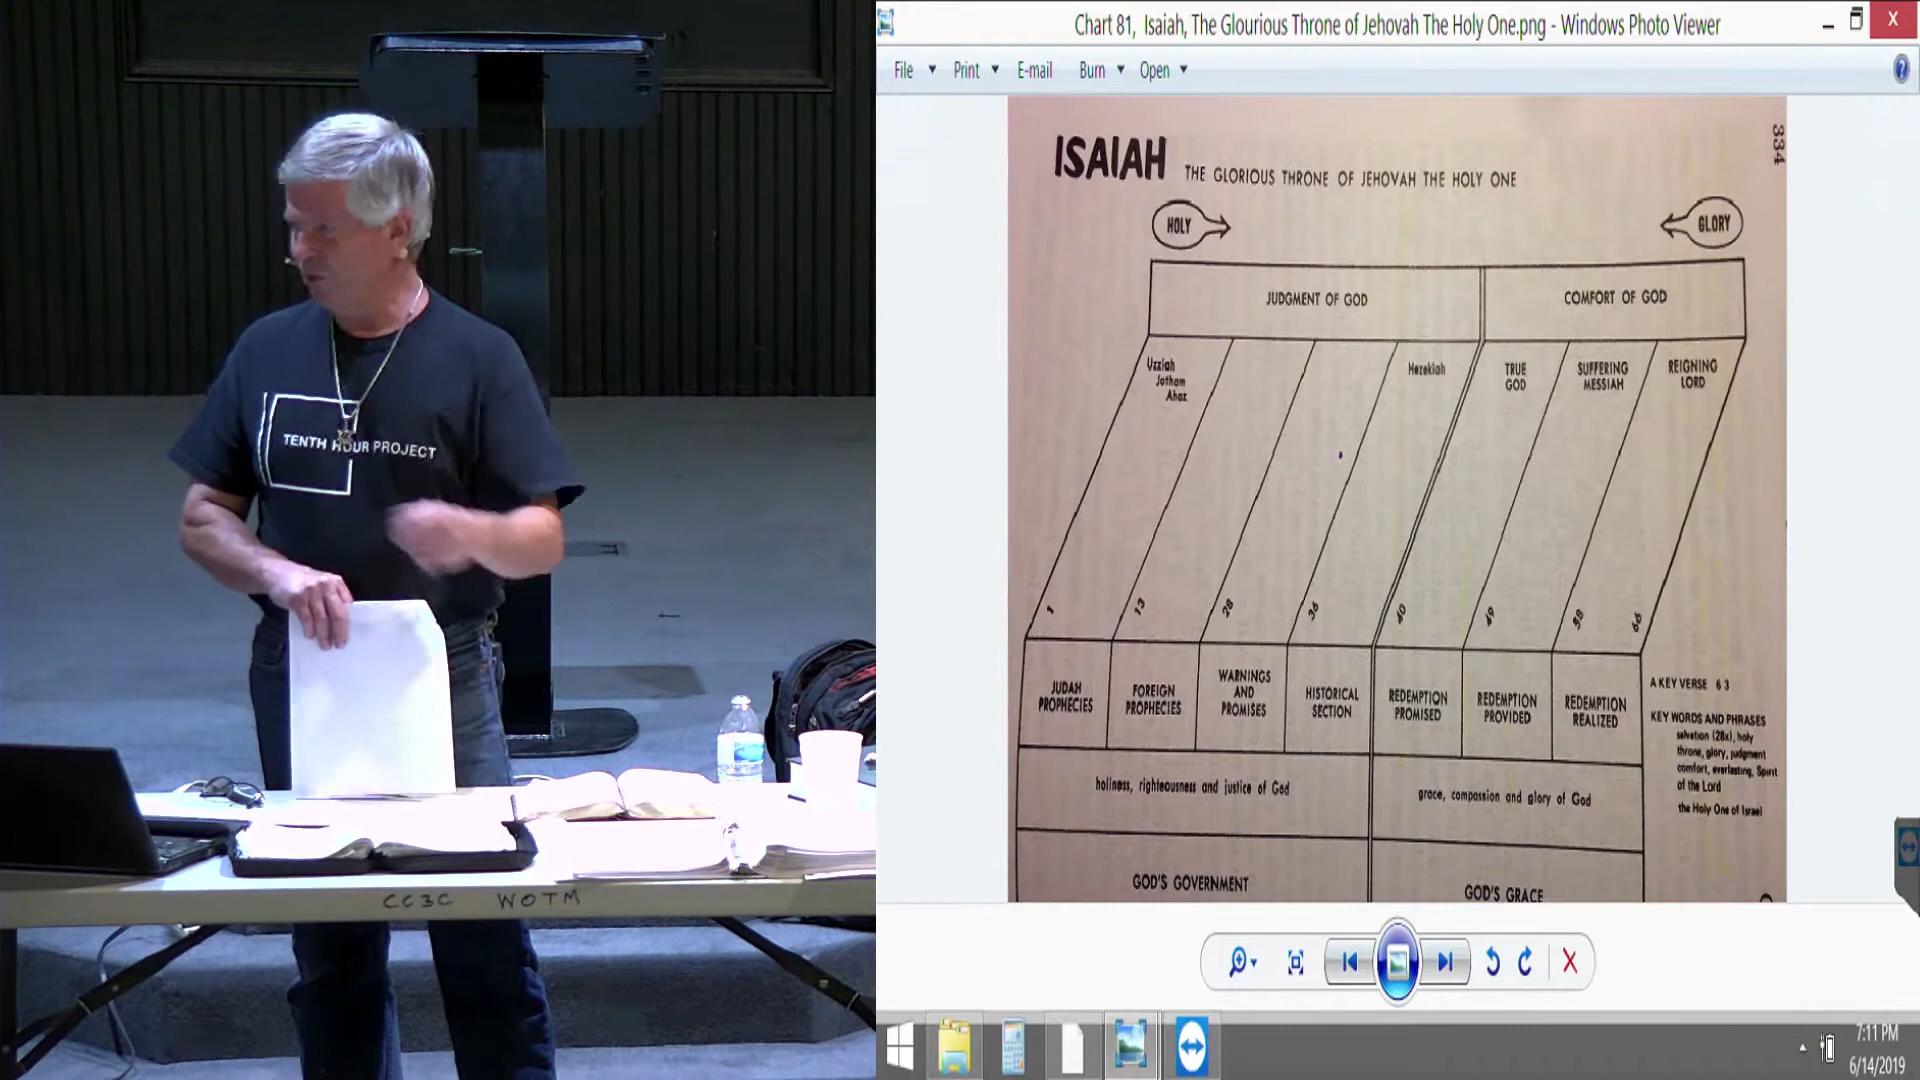 TENTH HOUR PROJECT
CC3C WOTM
Chart 81, Isaiah, The Glourious Throne of Jehovah The Holy One.png - Windows Photo Viewer
File Print E-mail Burn Open
334
ISAIAH THE GLORIOUS THRONE OF JEHOVAH THE HOLY ONE
HOLY GLORY
JUDGMENT OF GOD COMFORT OF GOD
Uzziah
Jotham
Ahaz
Hezekiah
TRUE
GOD
SUFFERING
MESSIAH
REIGNING
LORD
1 13 28 36 40 49 58 66
JUDAH
PROPHECIES
FOREIGN
PROPHECIES
WARNINGS
AND
PROMISES
HISTORICAL
SECTION
REDEMPTION
PROMISED
REDEMPTION
PROVIDED
REDEMPTION
REALIZED
A KEY VERSE 6 3
KEY WORDS AND PHRASES
salvation (28x), holy
throne, glory, judgment
comfort, everlasting, Spirit
of the Lord
the Holy One of Israel
holiness, righteousness and justice of God
grace, compassion and glory of God
GOD'S GOVERNMENT
GOD'S GRACE
7:11 PM
6/14/2019